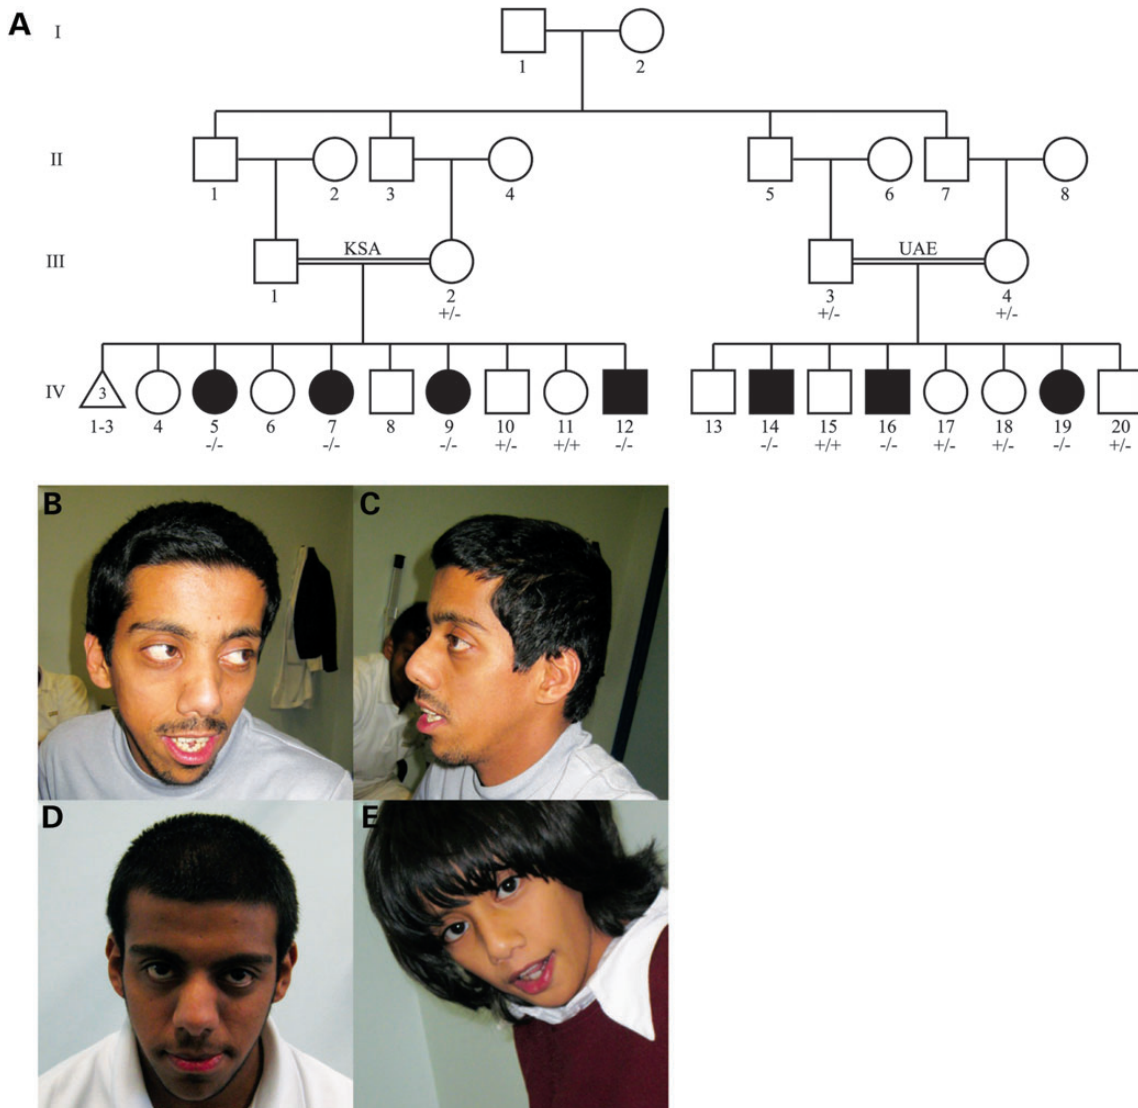 A I
1 2
II
1 2 3 4 5 6 7 8
KSA UAE
III
1 2 3 4
+/- +/- +/-
3
IV
1-3 4 5 6 7 8 9 10 11 12 13 14 15 16 17 18 19 20
-/- -/- -/- +/- +/+ -/- -/- +/+ -/- +/- +/- -/- +/-
B C
D E